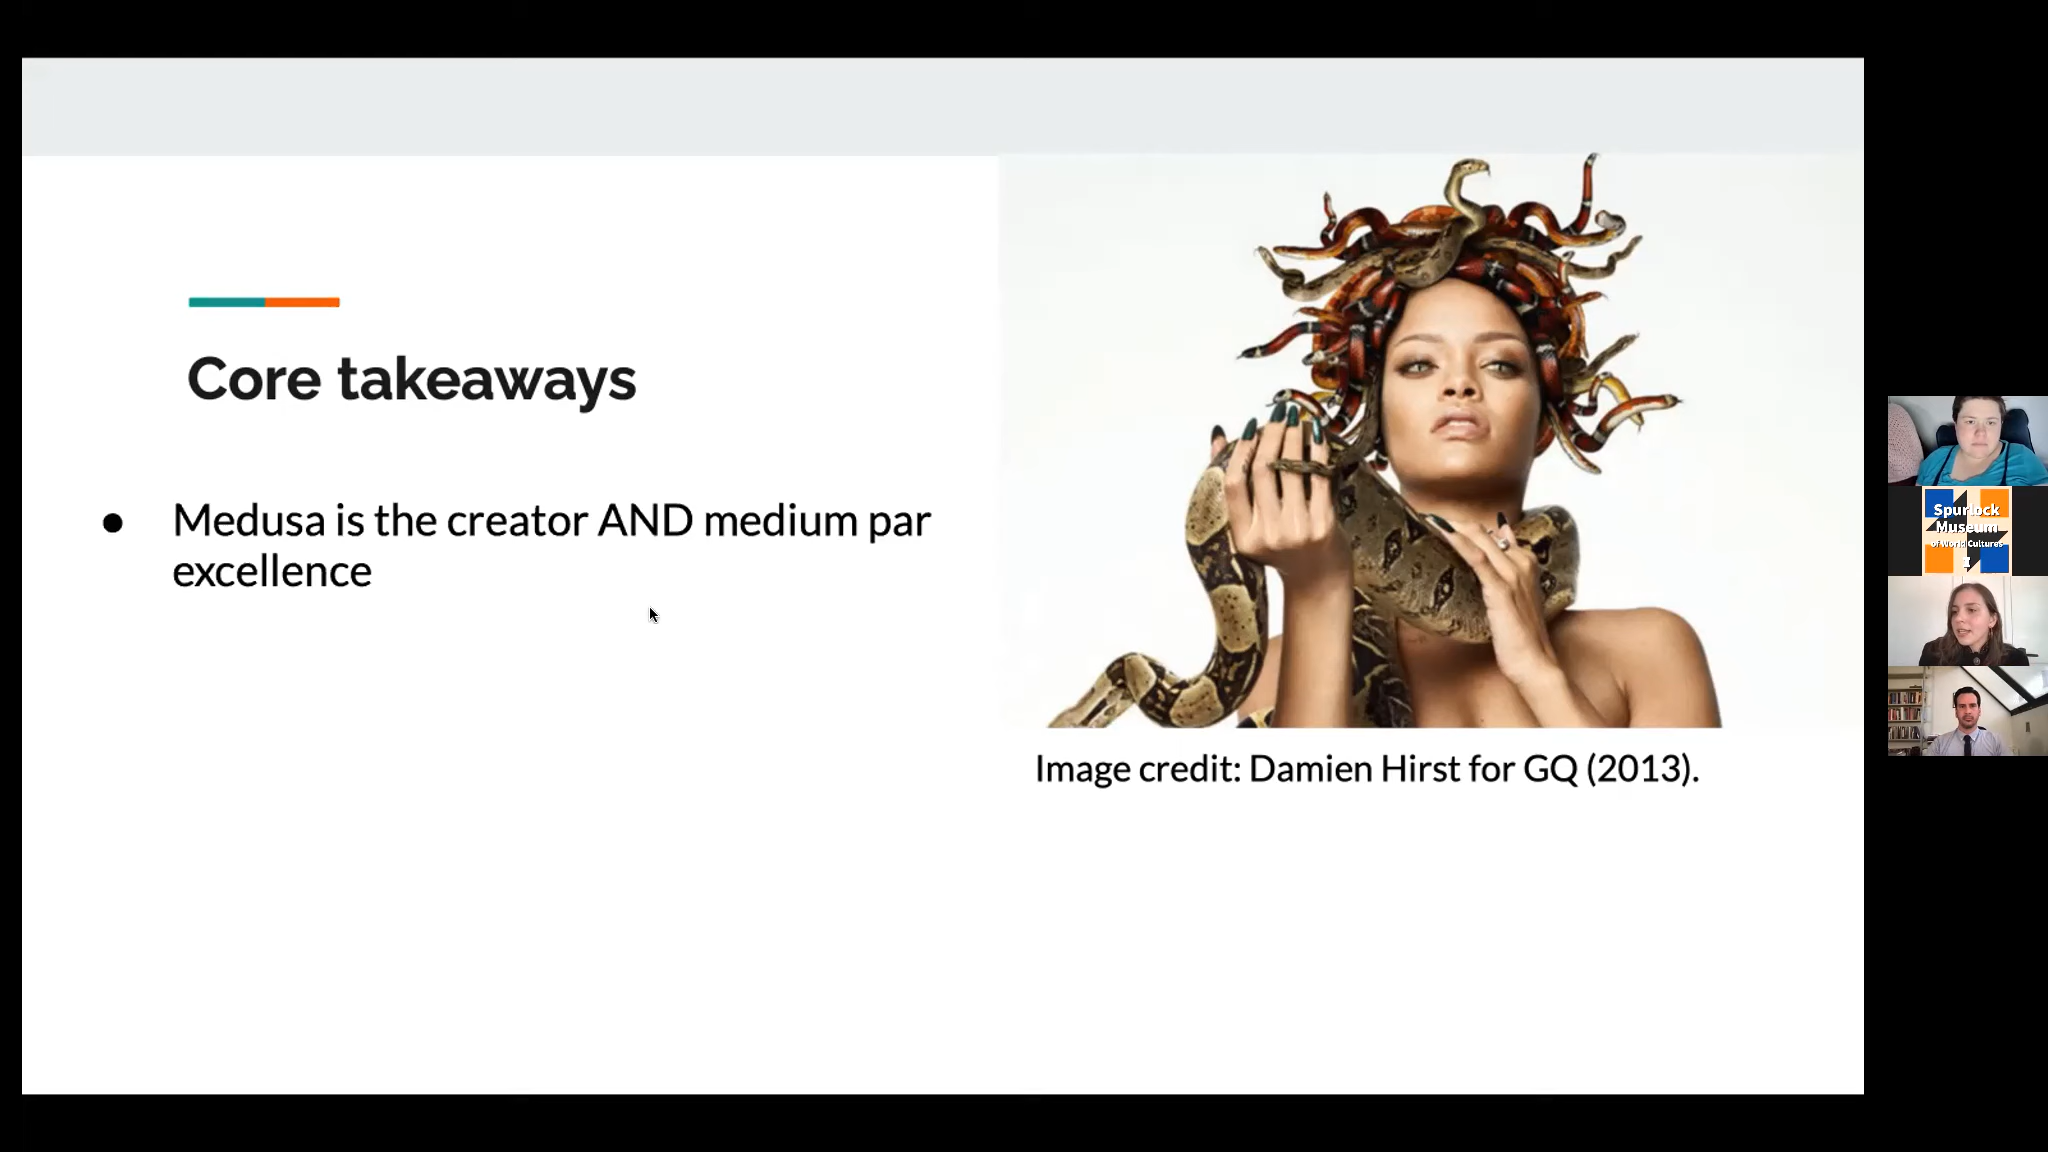 Core takeaways
● Medusa is the creator AND medium par
excellence
Image credit: Damien Hirst for GQ (2013).
Spurlock
Museum
of World Cultures
I